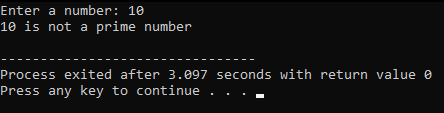 Enter a number: 10
10 is not a prime number
--------------------------------
Process exited after 3.097 seconds with return value 0
Press any key to continue . . .